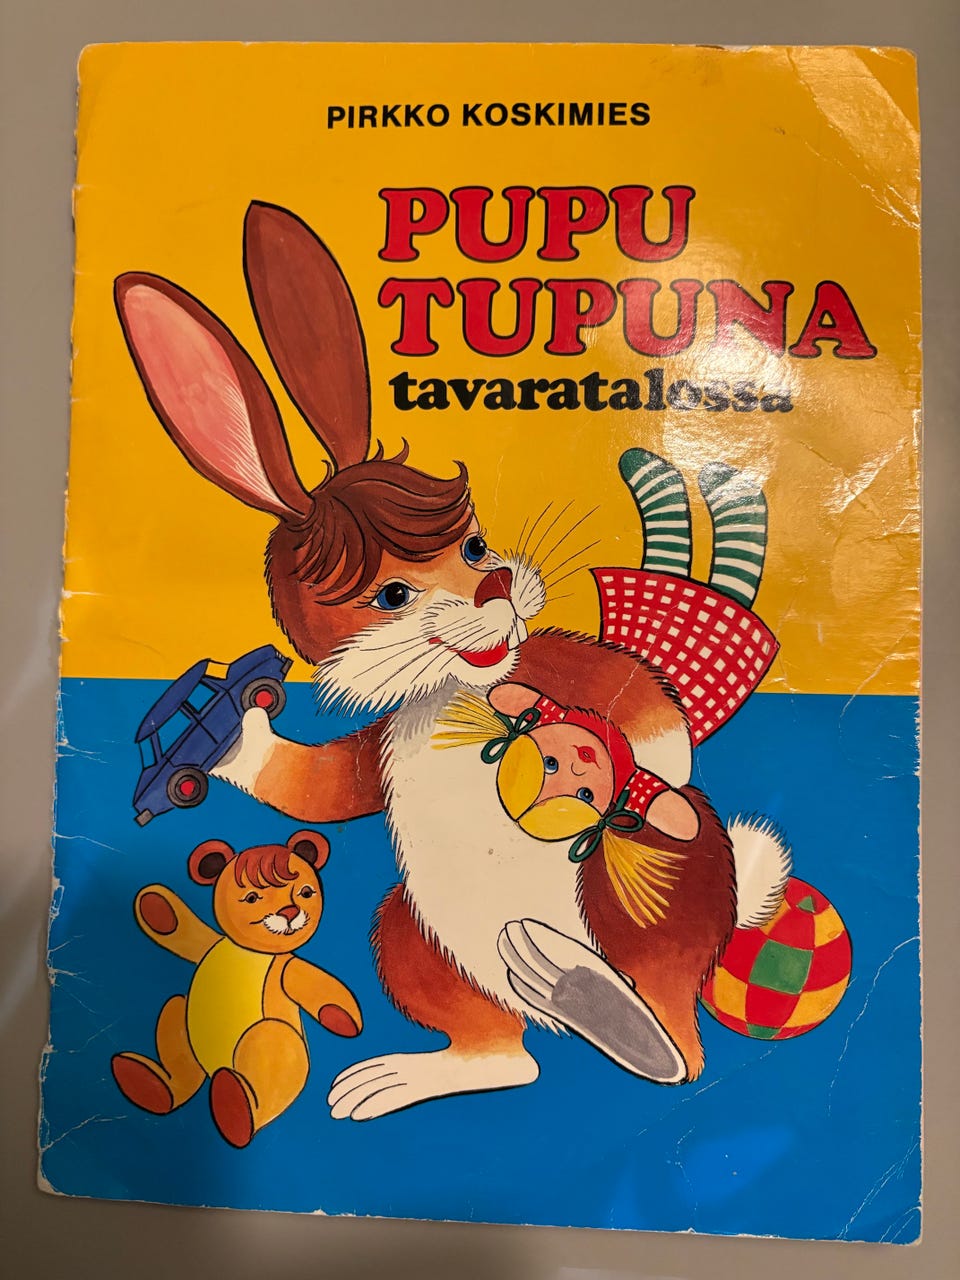 PIRKKO KOSKIMIES
PUPU
TUPUNA
tavaratalossa